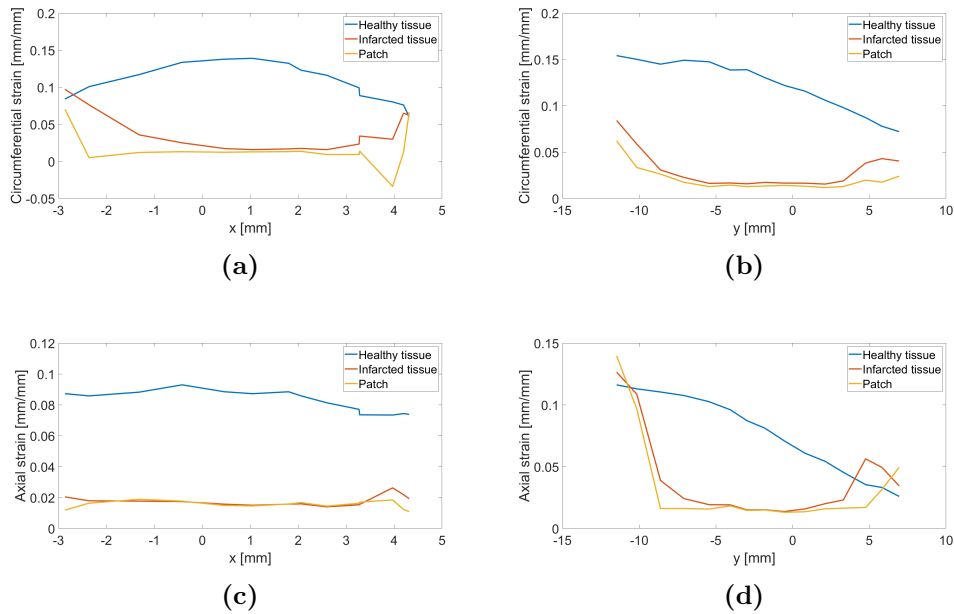 Circumferential strain [mm/mm]
0.2
0.15
0.1
0.05
0
-0.05
-3
-2
-1
0
1
2
3
4
5
x [mm]
Healthy tissue
Infarcted tissue
Patch
(a)
Circumferential strain [mm/mm]
0.2
0.15
0.1
0.05
0
-15
-10
-5
0
5
10
y [mm]
Healthy tissue
Infarcted tissue
Patch
(b)
Axial strain [mm/mm]
0.12
0.1
0.08
0.06
0.04
0.02
0
-3
-2
-1
0
1
2
3
4
5
x [mm]
Healthy tissue
Infarcted tissue
Patch
(c)
Axial strain [mm/mm]
0.15
0.1
0.05
0
-15
-10
-5
0
5
10
y [mm]
Healthy tissue
Infarcted tissue
Patch
(d)